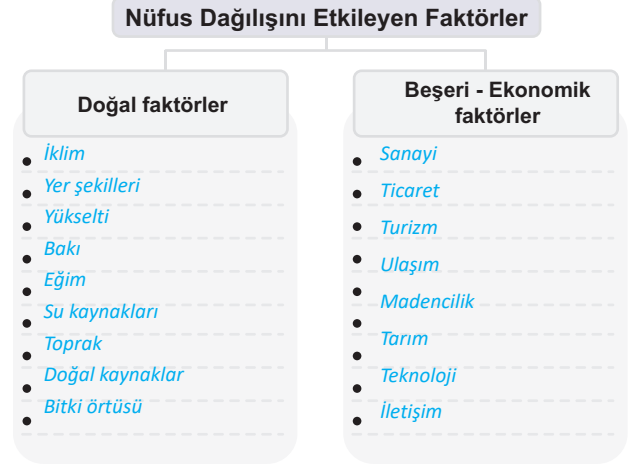 Nüfus Dağılışını Etkileyen Faktörler
Doğal faktörler
İklim
Yer şekilleri
Yükselti
Bakı
Eğim
Su kaynakları
Toprak
Doğal kaynaklar
Bitki örtüsü
Beşeri - Ekonomik
faktörler
Sanayi
Ticaret
Turizm
Ulaşım
Madencilik
Tarım
Teknoloji
İletişim